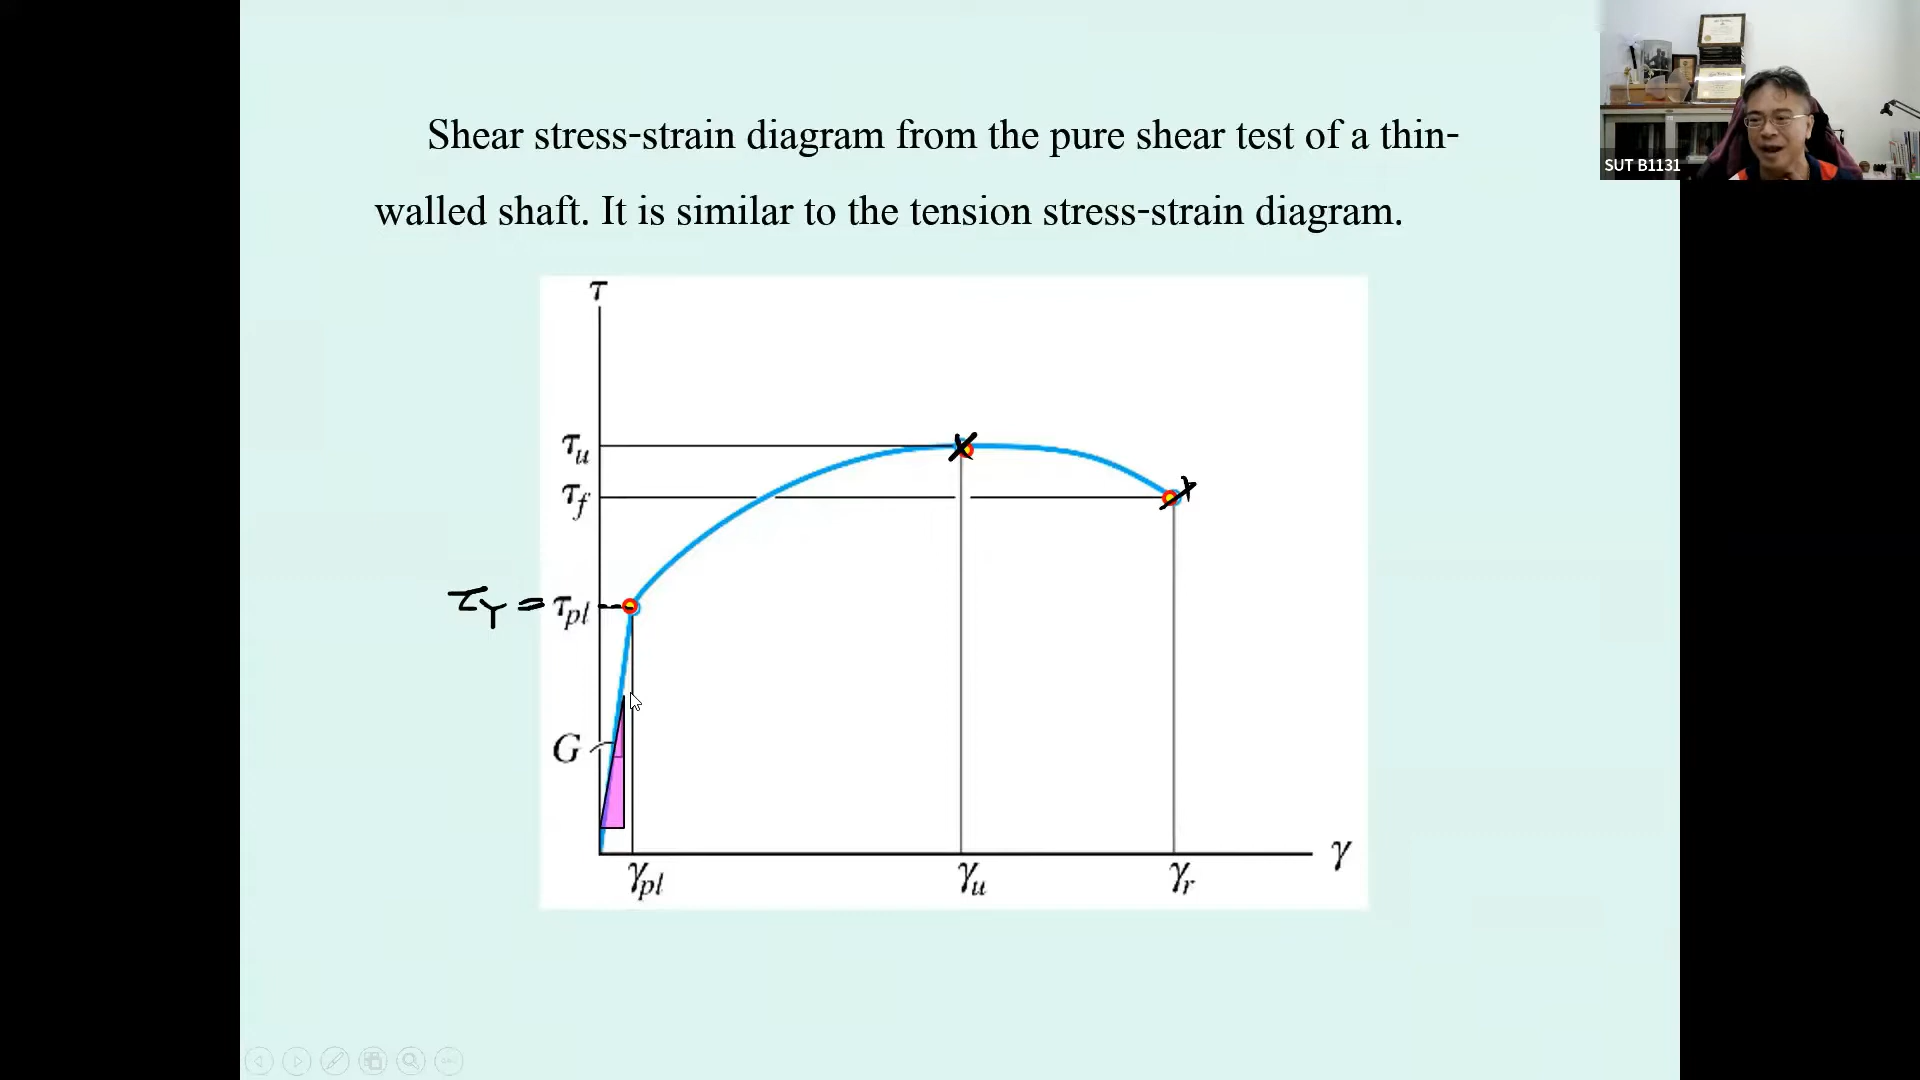 SUT B1131
Shear stress-strain diagram from the pure shear test of a thin-
walled shaft. It is similar to the tension stress-strain diagram.
τ
τu
τf
τY = τpl
G
γ
γpl γu γr